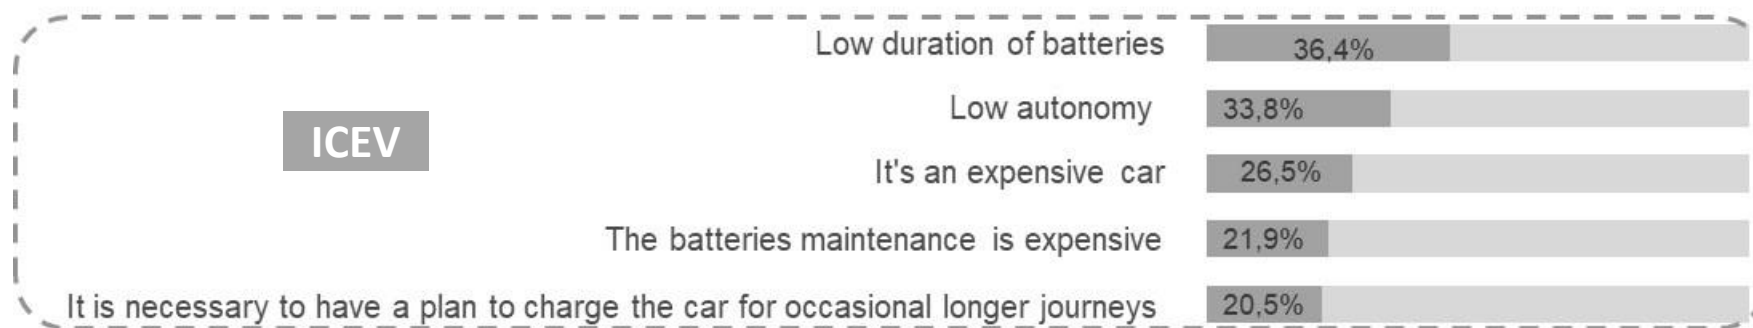 Low duration of batteries 36,4%
Low autonomy 33,8%
ICEV
It's an expensive car 26,5%
The batteries maintenance is expensive 21,9%
It is necessary to have a plan to charge the car for occasional longer journeys 20,5%